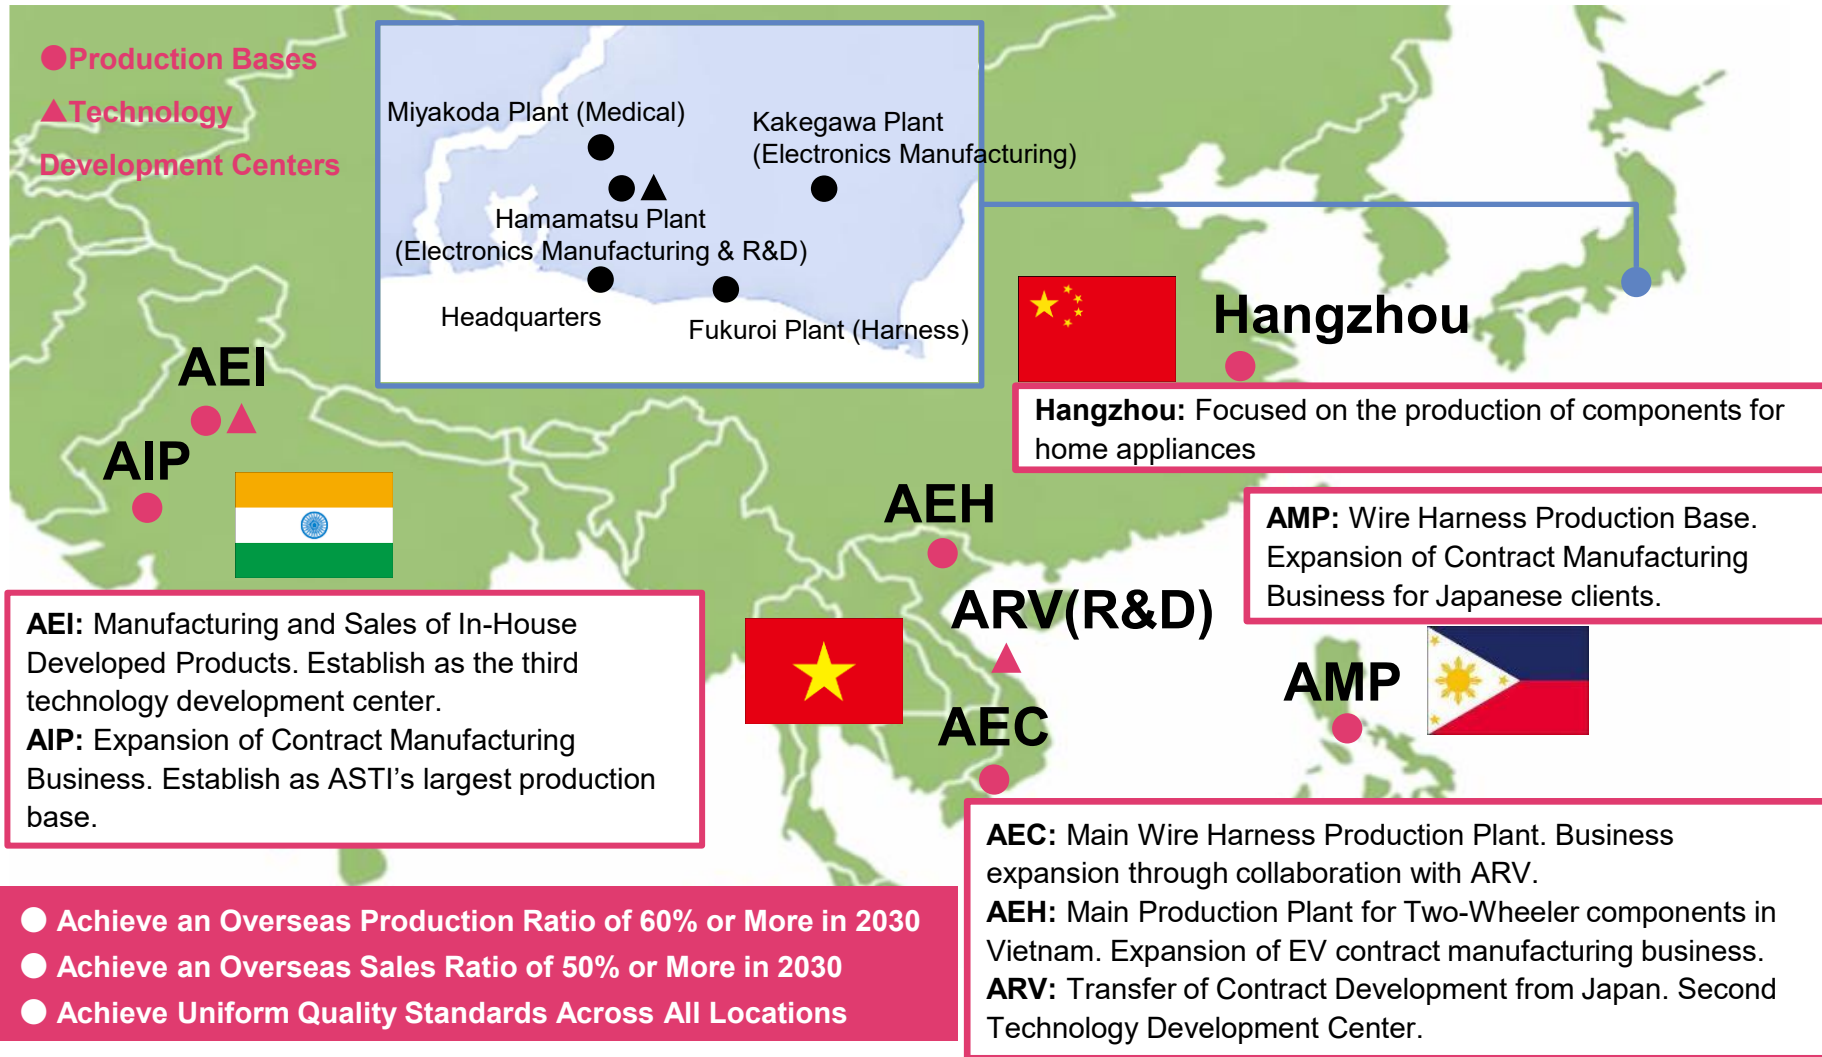 ●Production Bases
▲Technology
Development Centers
Miyakoda Plant (Medical)
Kakegawa Plant
(Electronics Manufacturing)
Hamamatsu Plant
(Electronics Manufacturing & R&D)
Headquarters
Fukuroi Plant (Harness)
Hangzhou
AEI
AIP
Hangzhou: Focused on the production of components for
home appliances
AEH
AMP: Wire Harness Production Base.
Expansion of Contract Manufacturing
Business for Japanese clients.
ARV(R&D)
AMP
AEC
AEI: Manufacturing and Sales of In-House
Developed Products. Establish as the third
technology development center.
AIP: Expansion of Contract Manufacturing
Business. Establish as ASTI’s largest production
base.
AEC: Main Wire Harness Production Plant. Business
expansion through collaboration with ARV.
AEH: Main Production Plant for Two-Wheeler components in
Vietnam. Expansion of EV contract manufacturing business.
ARV: Transfer of Contract Development from Japan. Second
Technology Development Center.
● Achieve an Overseas Production Ratio of 60% or More in 2030
● Achieve an Overseas Sales Ratio of 50% or More in 2030
● Achieve Uniform Quality Standards Across All Locations